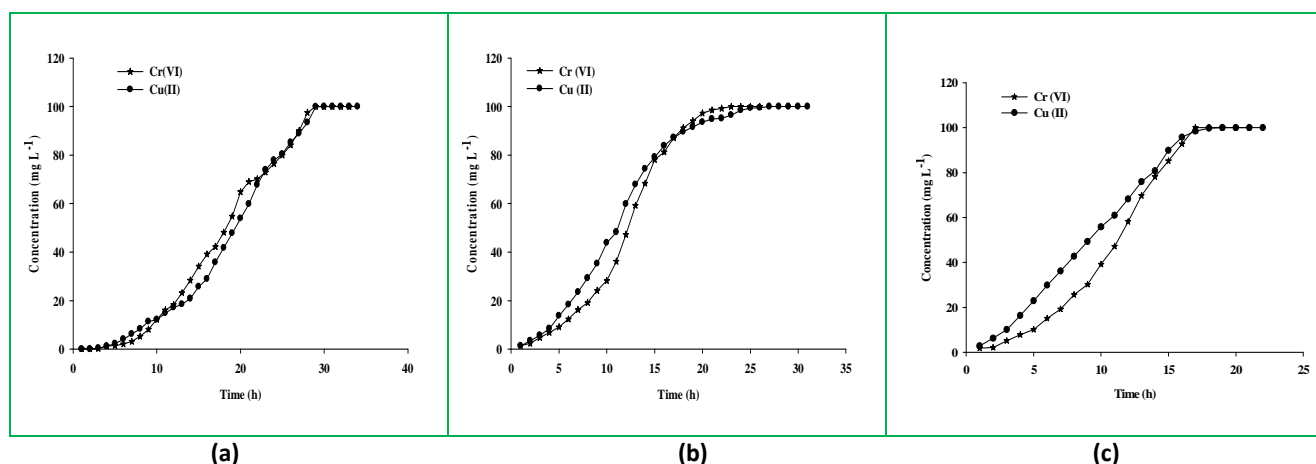 120
100
80
60
40
20
0
Concentration (mg L⁻¹)
Cr(VI)
Cu(II)
0 10 20 30 40
Time (h)
(a)
120
100
80
60
40
20
0
Concentration (mg L⁻¹)
Cr (VI)
Cu (II)
0 5 10 15 20 25 30 35
Time (h)
(b)
120
100
80
60
40
20
0
Concentration (mg L⁻¹)
Cr (VI)
Cu (II)
0 5 10 15 20 25
Time (h)
(c)